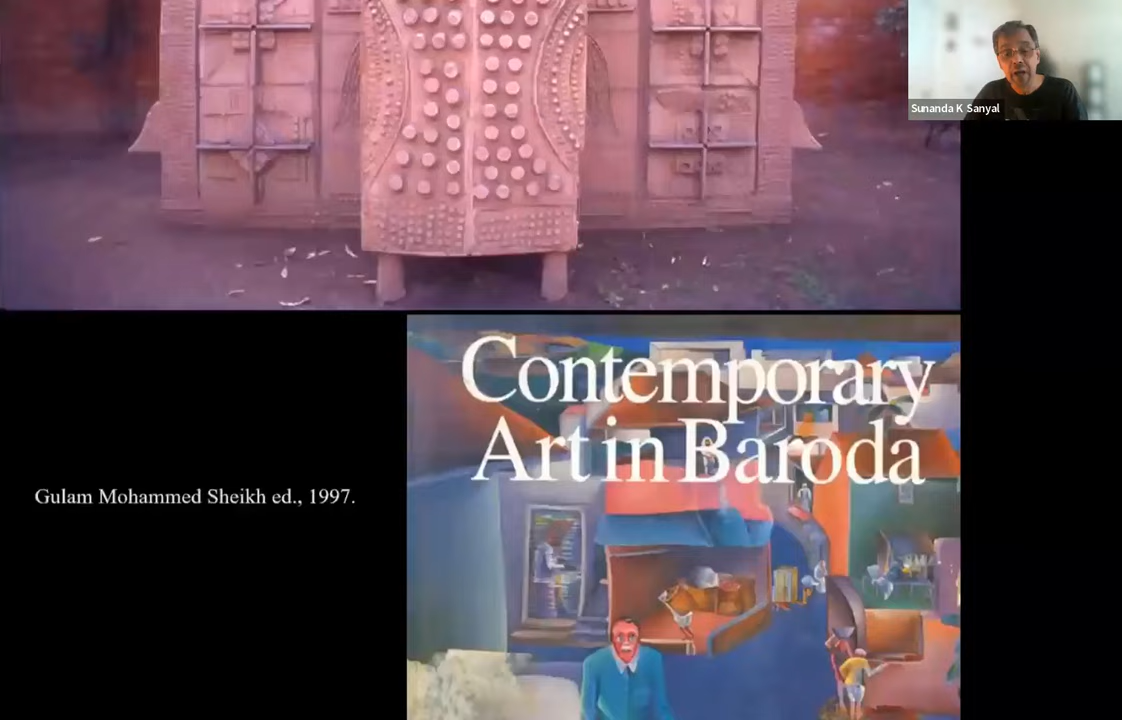 Sunanda K Sanyal
Contemporary
Art in Baroda
Gulam Mohammed Sheikh ed., 1997.